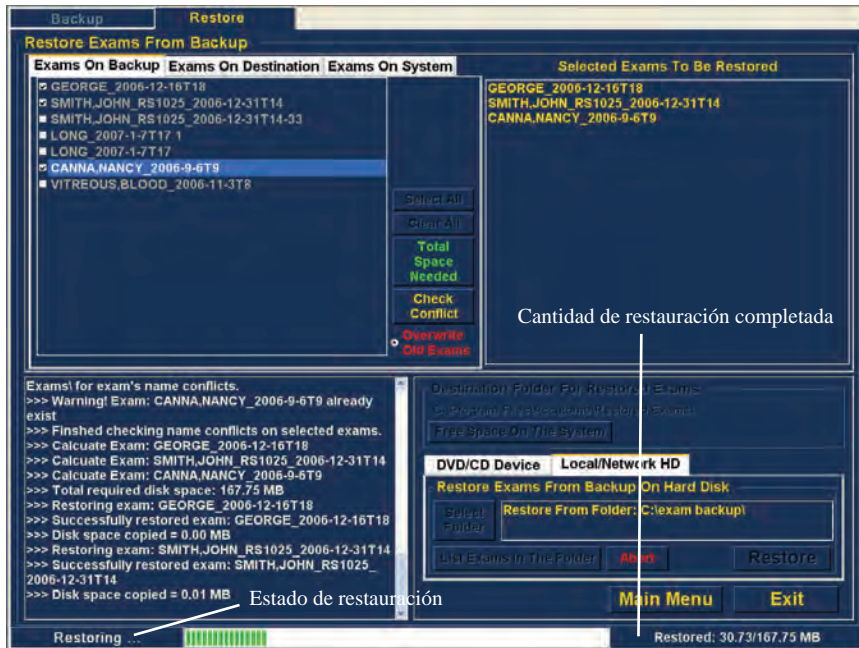 Backup
Restore
Restore Exams From Backup
Exams On Backup Exams On Destination Exams On System
GEORGE_2006-12-16T18
SMITH,JOHN_RS1025_2006-12-31T14
SMITH,JOHN_RS1025_2006-12-31T14-33
LONG_2007-1-7T17 1
LONG_2007-1-7T17
CANNA,NANCY_2006-9-6T9
VITREOUS,BLOOD_2006-11-3T8
Select All
Clear All
Total
Space
Needed
Check
Conflict
Overwrite
Old Exams
Selected Exams To Be Restored
GEORGE_2006-12-16T18
SMITH,JOHN_RS1025_2006-12-31T14
CANNA,NANCY_2006-9-6T9
Cantidad de restauración completada
Exams\ for exam's name conflicts.
>>> Warning! Exam: CANNA,NANCY_2006-9-6T9 already
exist
>>> Finshed checking name conflicts on selected exams.
>>> Calcuate Exam: GEORGE_2006-12-16T18
>>> Calcuate Exam: SMITH,JOHN_RS1025_2006-12-31T14
>>> Calcuate Exam: CANNA,NANCY_2006-9-6T9
>>> Total required disk space: 167.75 MB
>>> Restoring exam: GEORGE_2006-12-16T18
>>> Successfully restored exam: GEORGE_2006-12-16T18
>>> Disk space copied = 0.00 MB
>>> Restoring exam: SMITH,JOHN_RS1025_2006-12-31T14
>>> Successfully restored exam: SMITH,JOHN_RS1025_
2006-12-31T14
>>> Disk space copied = 0.01 MB
Estado de restauración
Destination Folder For Restored Exams
Free Space On The System
DVD/CD Device Local/Network HD
Restore Exams From Backup On Hard Disk
Select
Folder
Restore From Folder: C:\exam backup\
List Exams In The Folder
Abort
Restore
Main Menu
Exit
Restoring ...
Restored: 30.73/167.75 MB